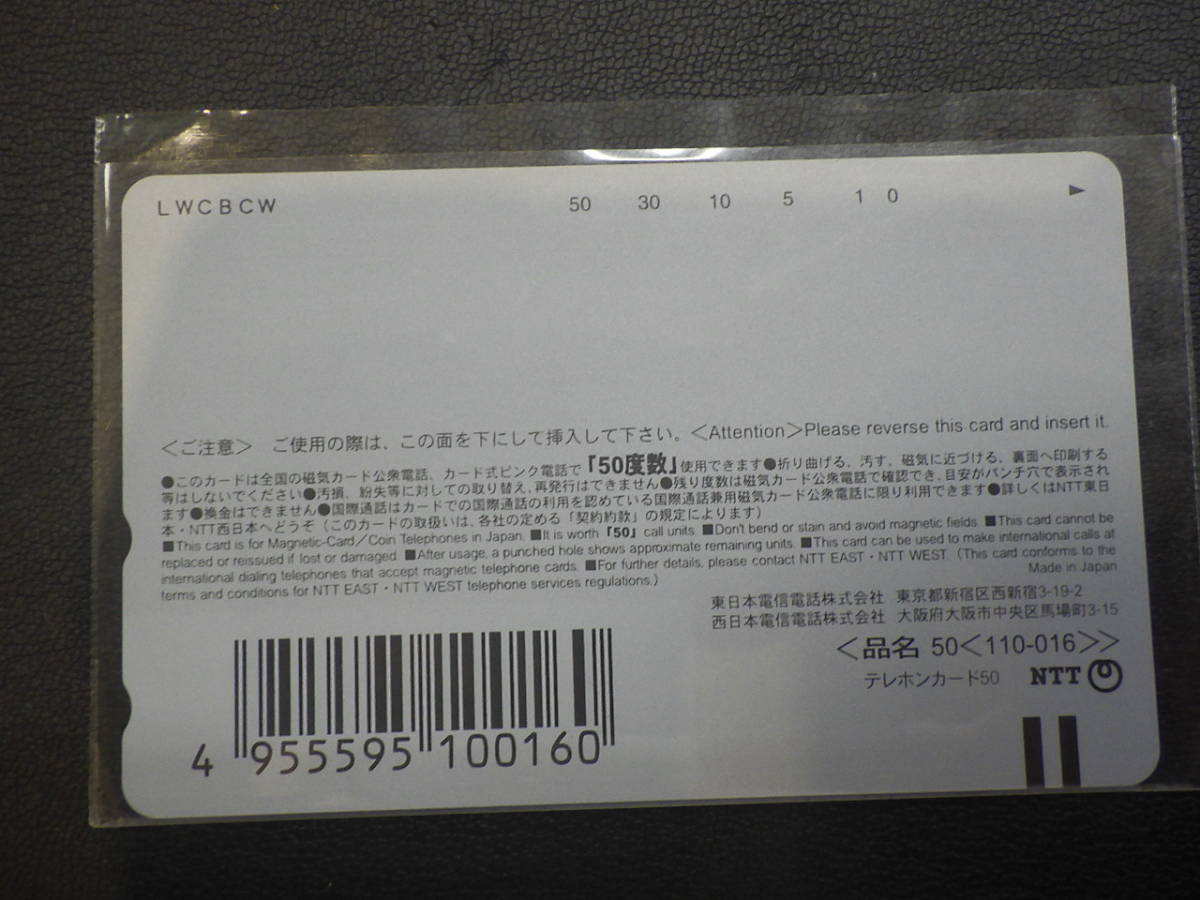 LWCBCW 50 30 10 5 1 0
＜ご注意＞ ご使用の際は、この面を下にして挿入して下さい。＜Attention＞Please reverse this card and insert it.
●このカードは全国の磁気カード公衆電話、カード式ピンク電話で「50度数」使用できます●折り曲げる、汚す、磁気に近づける、裏面へ印刷する
等はしないでください●汚損、紛失等に対しての取り替え、再発行はできません●残り度数は磁気カード公衆電話で確認でき、目安がパンチ穴で表示され
ます●換金はできません●国際通話はカードでの国際通話の利用を認めている国際通話兼用磁気カード公衆電話に限り利用できます●詳しくはNTT東日
本・NTT西日本へどうぞ（このカードの取扱いは、各社の定める「契約約款」の規定によります）
■This card is for Magnetic-Card／Coin Telephones in Japan. ■It is worth「50」call units. ■Don't bend or stain and avoid magnetic fields. ■This card cannot be
replaced or reissued if lost or damaged. ■After usage, a punched hole shows approximate remaining units. ■This card can be used to make international calls at
international dialing telephones that accept magnetic telephone cards. ■For further details, please contact NTT EAST・NTT WEST.（This card conforms to the
terms and conditions for NTT EAST・NTT WEST telephone services regulations.）
Made in Japan
東日本電信電話株式会社 東京都新宿区西新宿3-19-2
西日本電信電話株式会社 大阪府大阪市中央区馬場町3-15
＜品名 50＜110-016＞＞
テレホンカード50 NTT
4 955595 100160